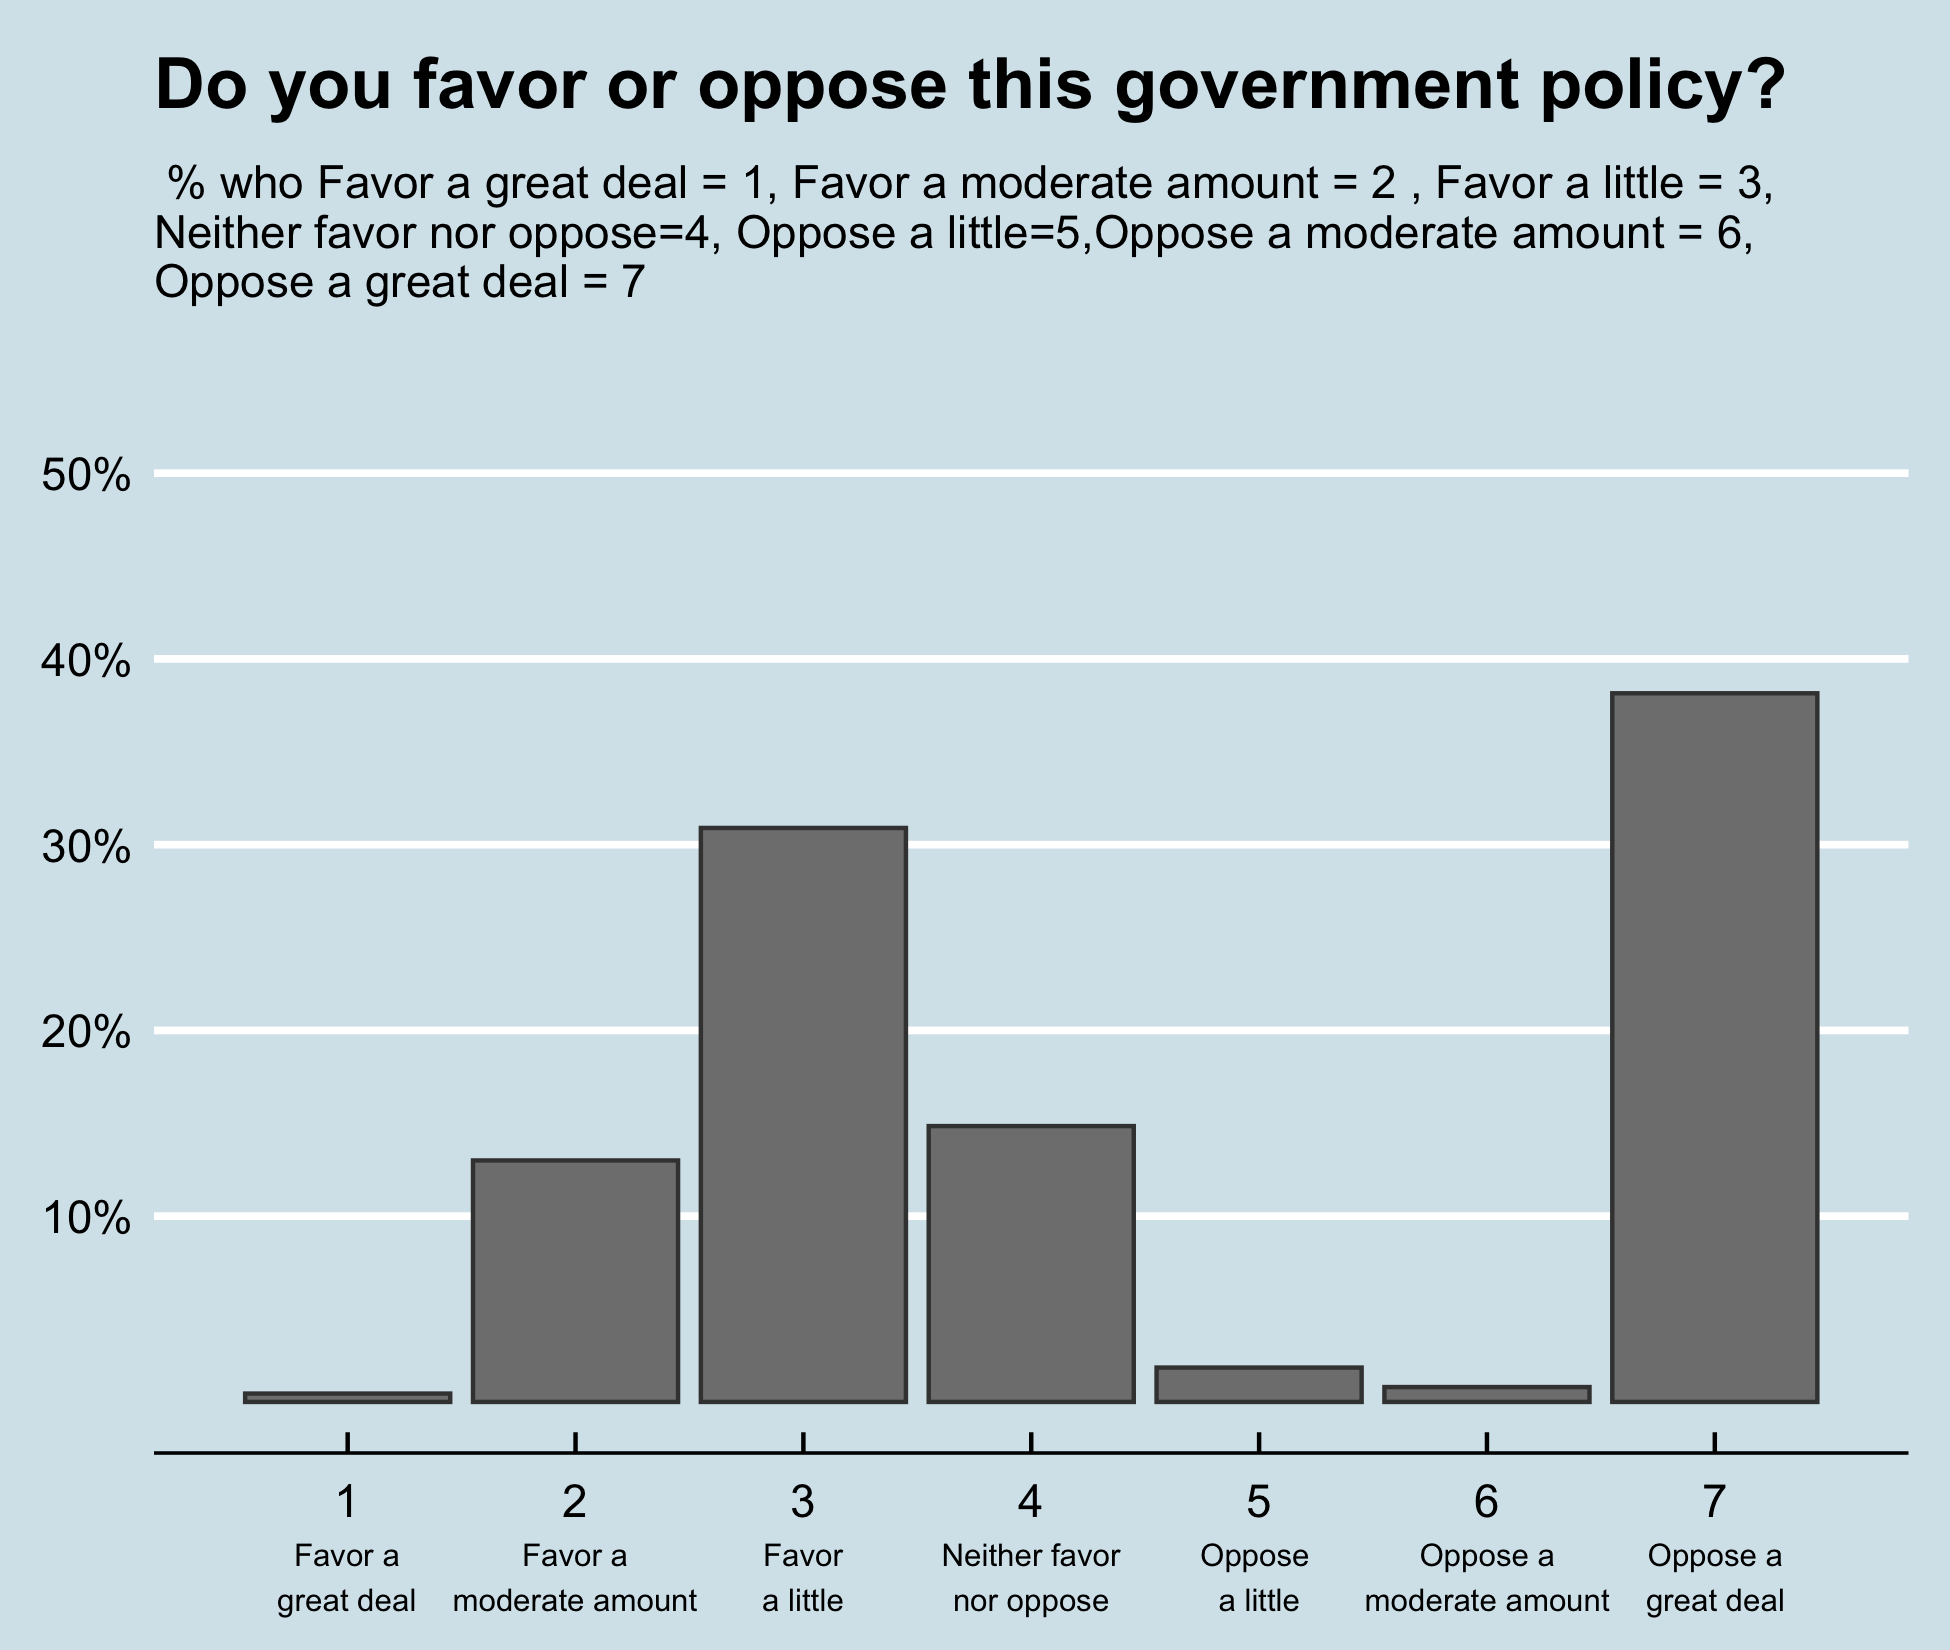 Do you favor or oppose this government policy?
% who Favor a great deal = 1, Favor a moderate amount = 2 , Favor a little = 3,
Neither favor nor oppose=4, Oppose a little=5,Oppose a moderate amount = 6,
Oppose a great deal = 7
50%
40%
30%
20%
10%
1 2 3 4 5 6 7
Favor a Favor a Favor Neither favor Oppose Oppose a Oppose a
great deal moderate amount a little nor oppose a little moderate amount great deal